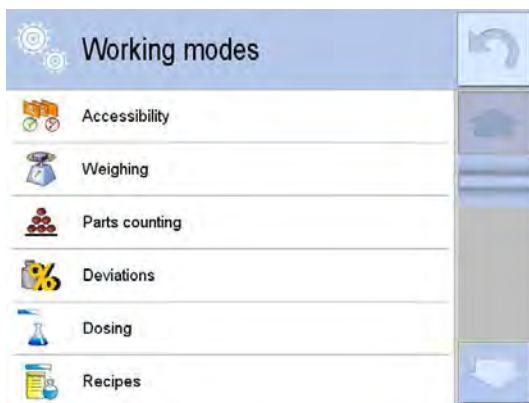 Working modes
Accessibility
Weighing
Parts counting
Deviations
Dosing
Recipes